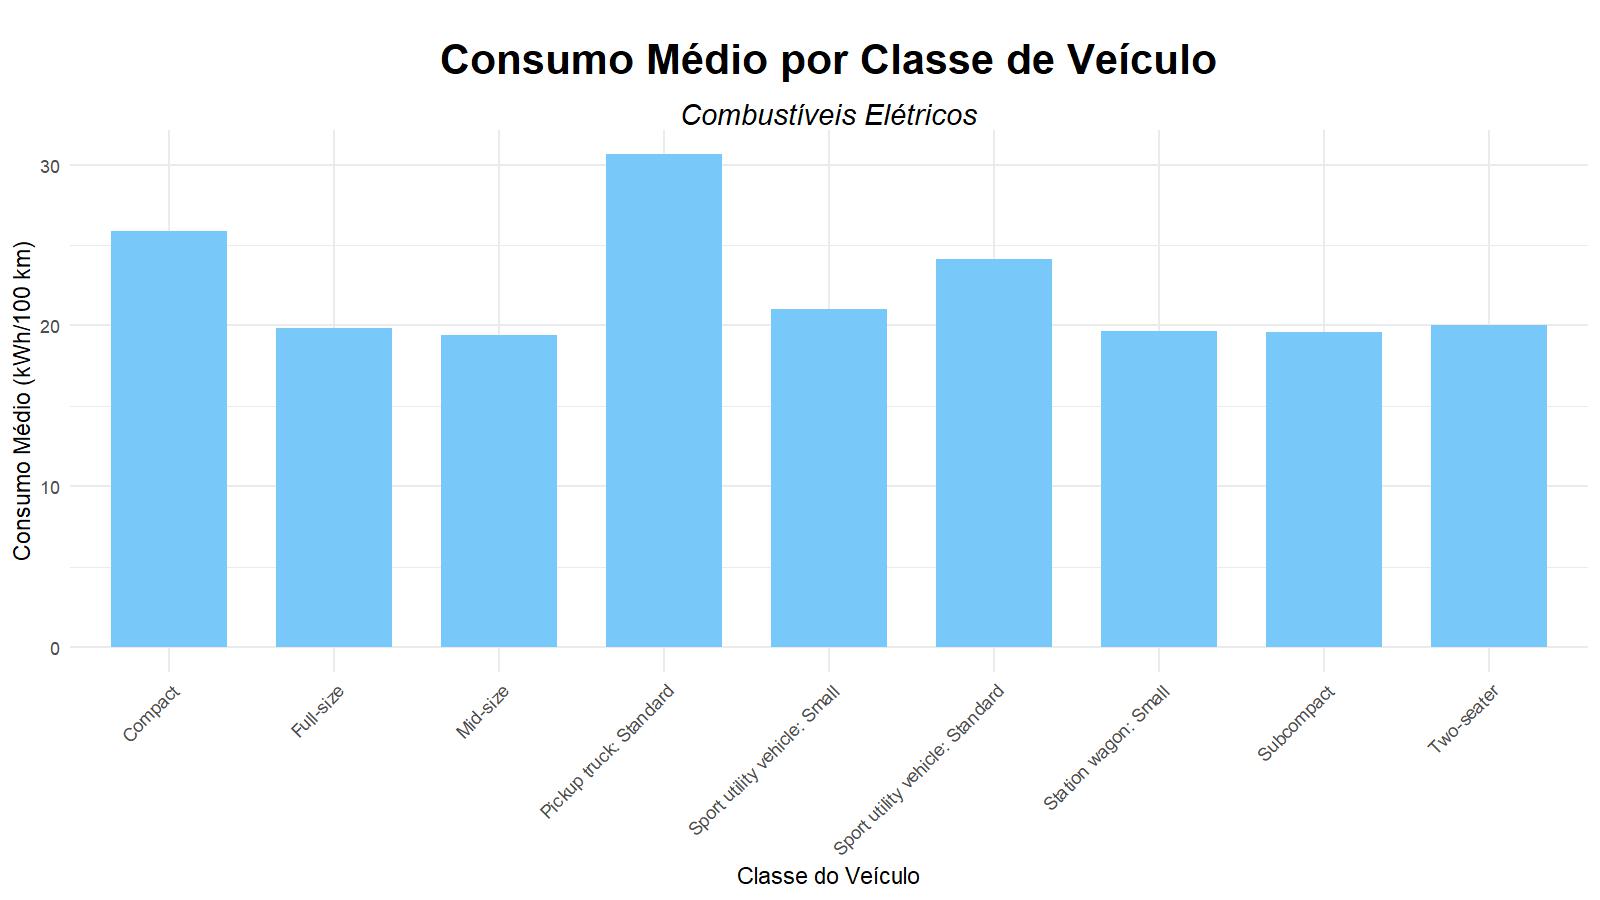 Consumo Médio por Classe de Veículo
Combustíveis Elétricos
Consumo Médio (kWh/100 km)
30
20
10
0
Compact
Full-size
Mid-size
Pickup truck: Standard
Sport utility vehicle: Small
Sport utility vehicle: Standard
Station wagon: Small
Subcompact
Two-seater
Classe do Veículo